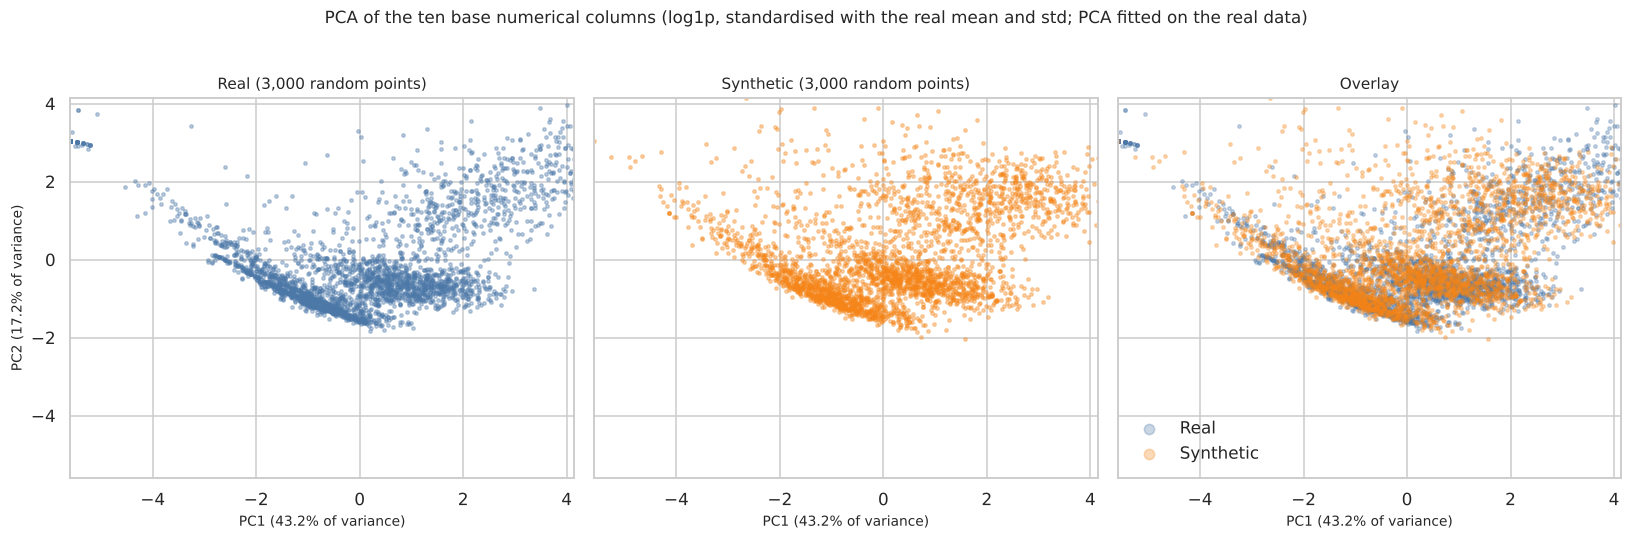 PCA of the ten base numerical columns (log1p, standardised with the real mean and std; PCA fitted on the real data)
Real (3,000 random points)
Synthetic (3,000 random points)
Overlay
4
2
0
−2
−4
PC2 (17.2% of variance)
Real
Synthetic
−4 −2 0 2 4
−4 −2 0 2 4
−4 −2 0 2 4
PC1 (43.2% of variance)
PC1 (43.2% of variance)
PC1 (43.2% of variance)